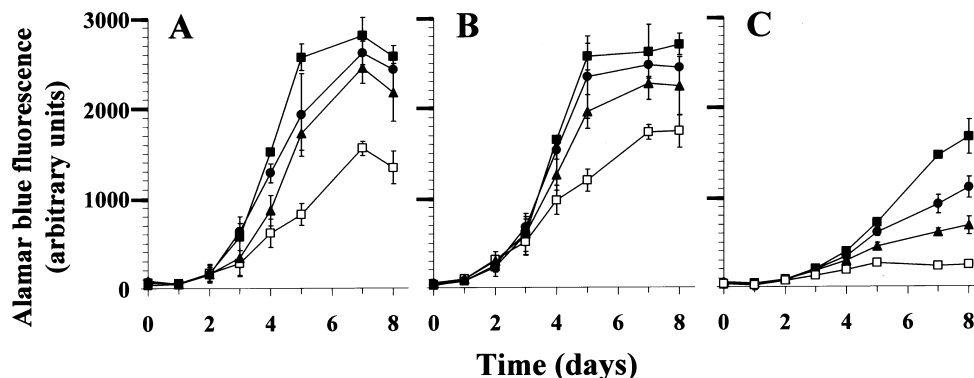 A B C
3000
2000
1000
0
Alamar blue fluorescence
(arbitrary units)
0 2 4 6 8 0 2 4 6 8 0 2 4 6 8
Time (days)